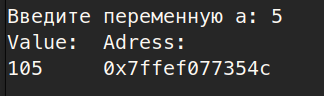 Введите переменную a: 5
Value:  Adress:
105     0x7ffef077354c